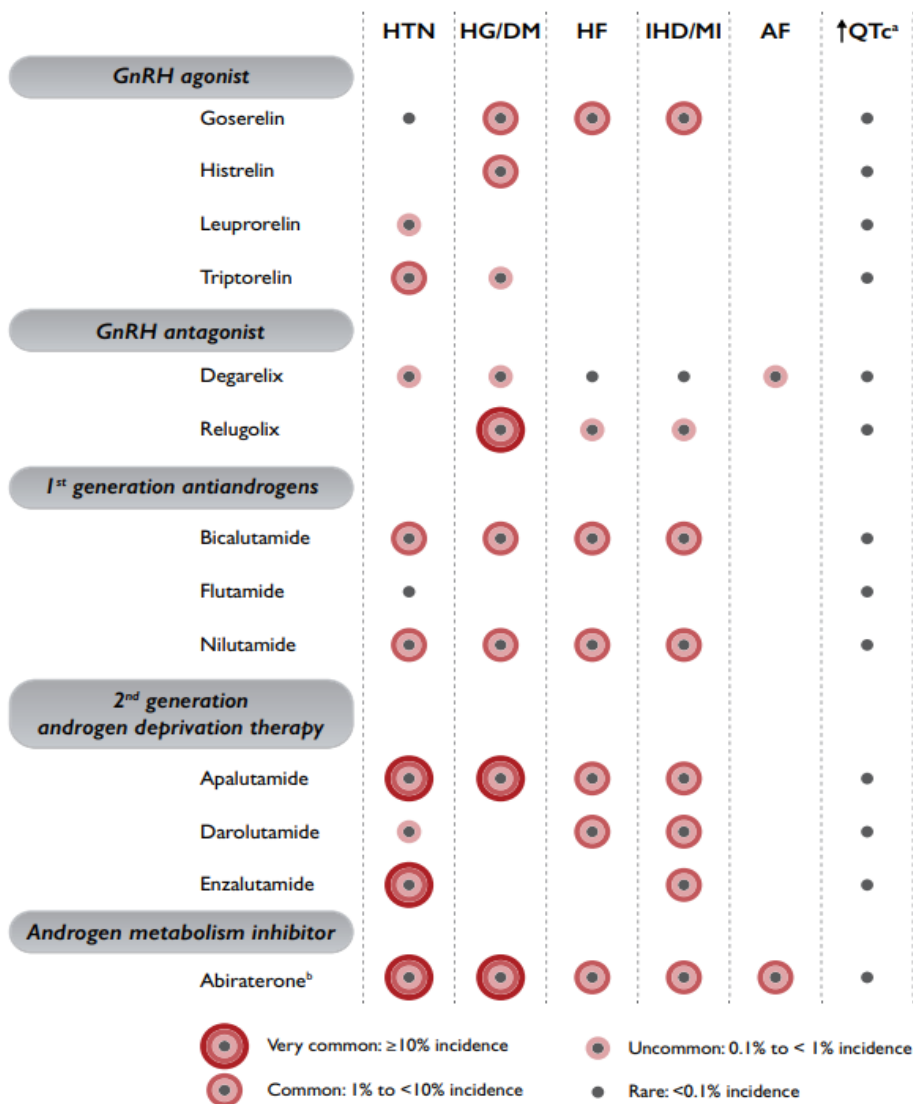 HTN HG/DM HF IHD/MI AF ↑QTcᵃ
GnRH agonist
Goserelin
Histrelin
Leuprorelin
Triptorelin
GnRH antagonist
Degarelix
Relugolix
1ˢᵗ generation antiandrogens
Bicalutamide
Flutamide
Nilutamide
2ⁿᵈ generation
androgen deprivation therapy
Apalutamide
Darolutamide
Enzalutamide
Androgen metabolism inhibitor
Abirateroneᵇ
Very common: ≥10% incidence
Uncommon: 0.1% to < 1% incidence
Common: 1% to <10% incidence
Rare: <0.1% incidence